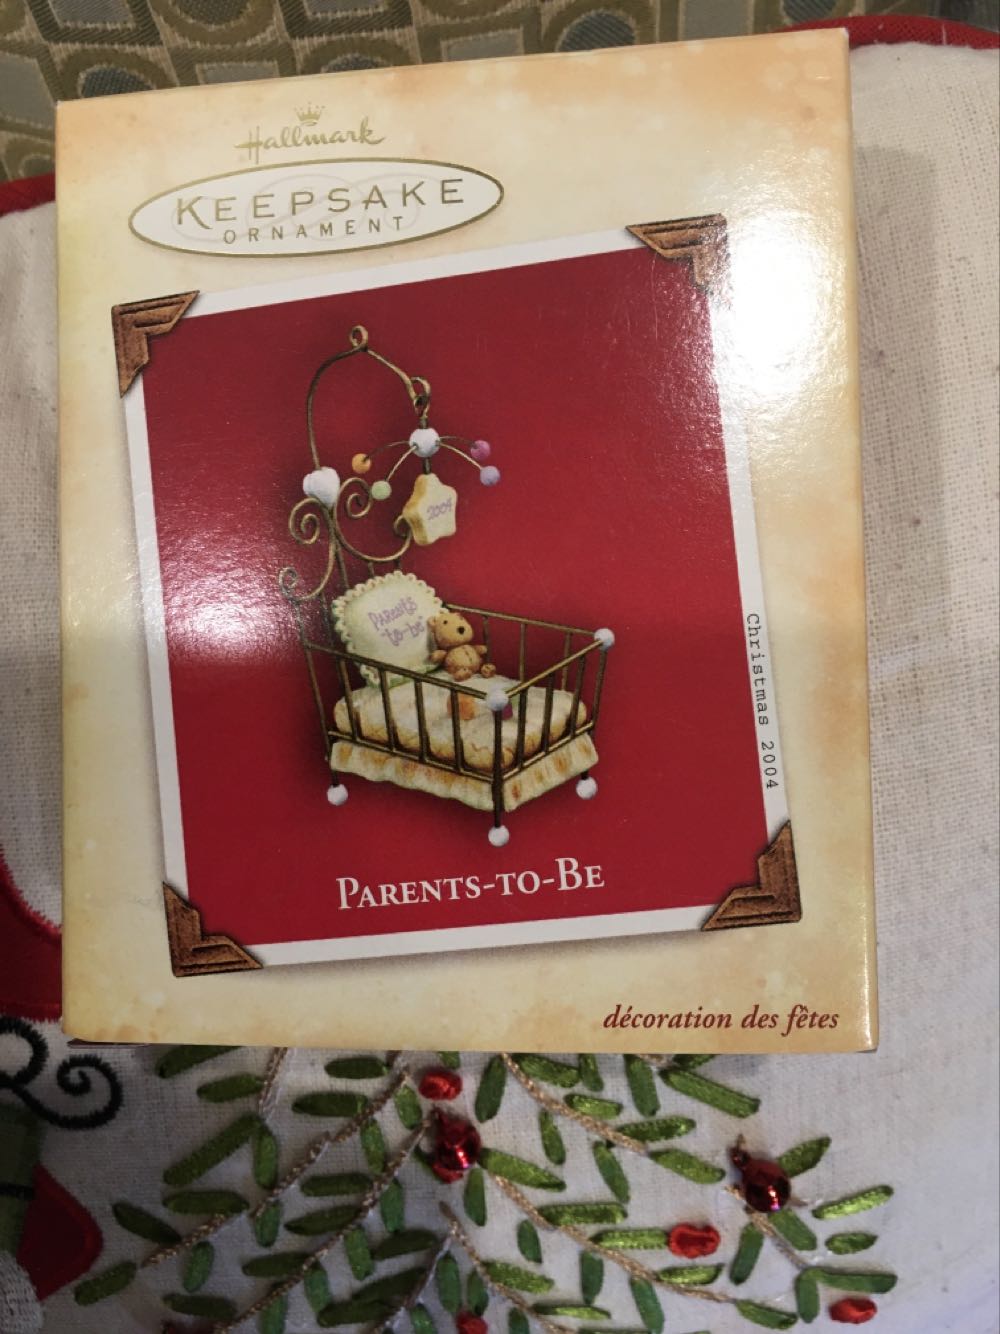 Hallmark
KEEPSAKE
ORNAMENT
2004
PARENTS
-to-be
Christmas 2004
PARENTS-TO-BE
décoration des fêtes